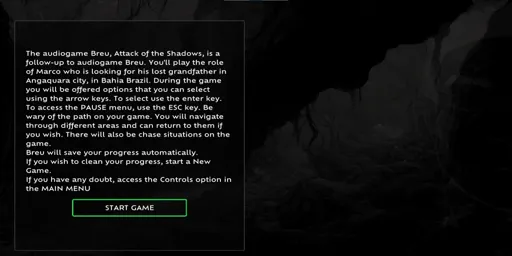 The audiogame Breu, Attack of the Shadows, is a
follow-up to audiogame Breu. You'll play the role
of Marco who is looking for his lost grandfather in
Angaquara city, in Bahia Brazil. During the game
you will be offered options that you can select
using the arrow keys. To select use the enter key.
To access the PAUSE menu, use the ESC key. Be
wary of the path on your game. You will navigate
through different areas and can return to them if
you wish. There will also be chase situations on the
game.
Breu will save your progress automatically.
If you wish to clean your progress, start a New
Game.
If you have any doubt, access the Controls option in
the MAIN MENU
START GAME